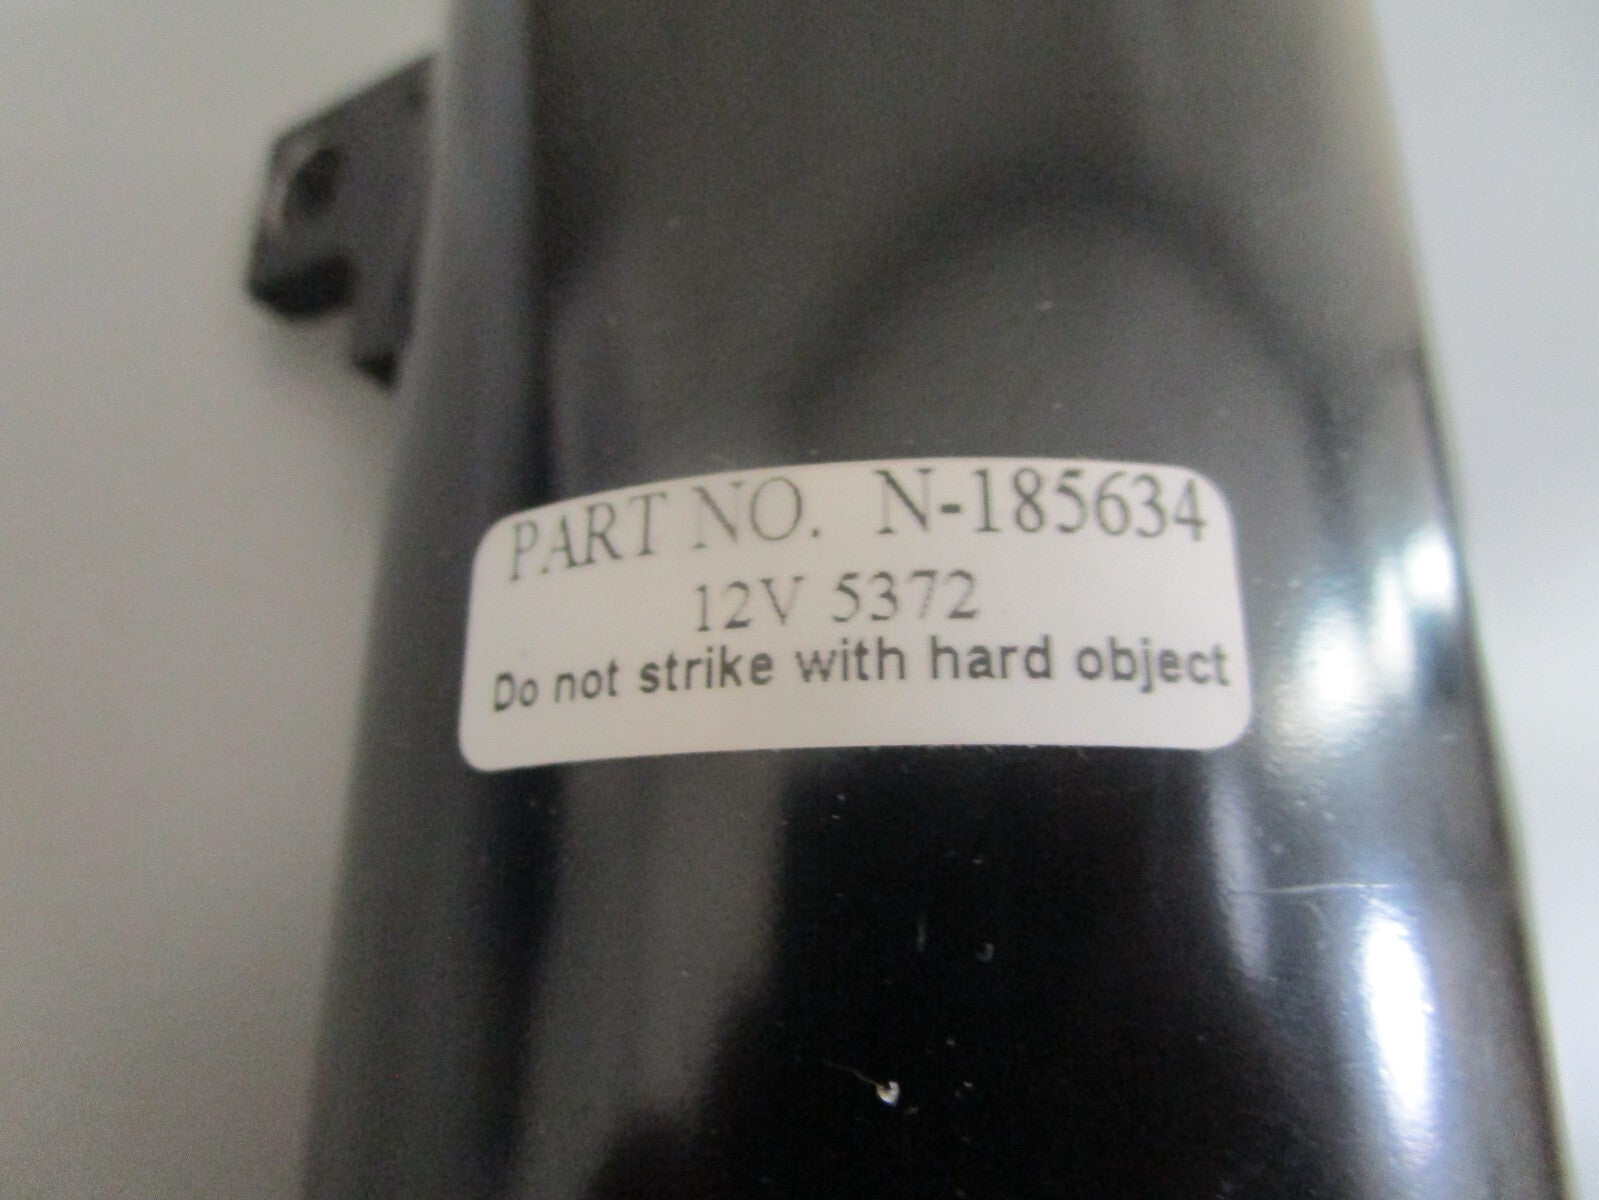 PART NO. N-185634
12V 5372
Do not strike with hard object